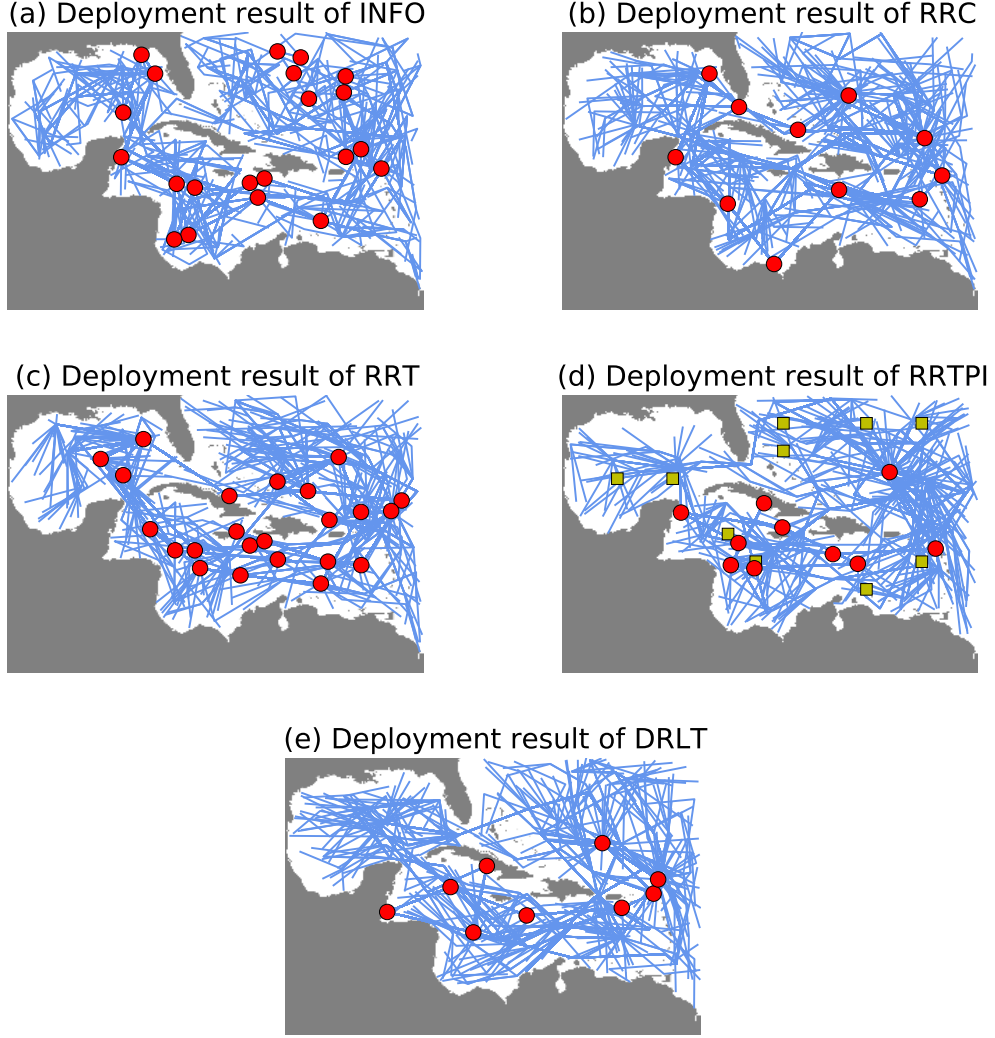 (a) Deployment result of INFO
(b) Deployment result of RRC
(c) Deployment result of RRT
(d) Deployment result of RRTPI
(e) Deployment result of DRLT